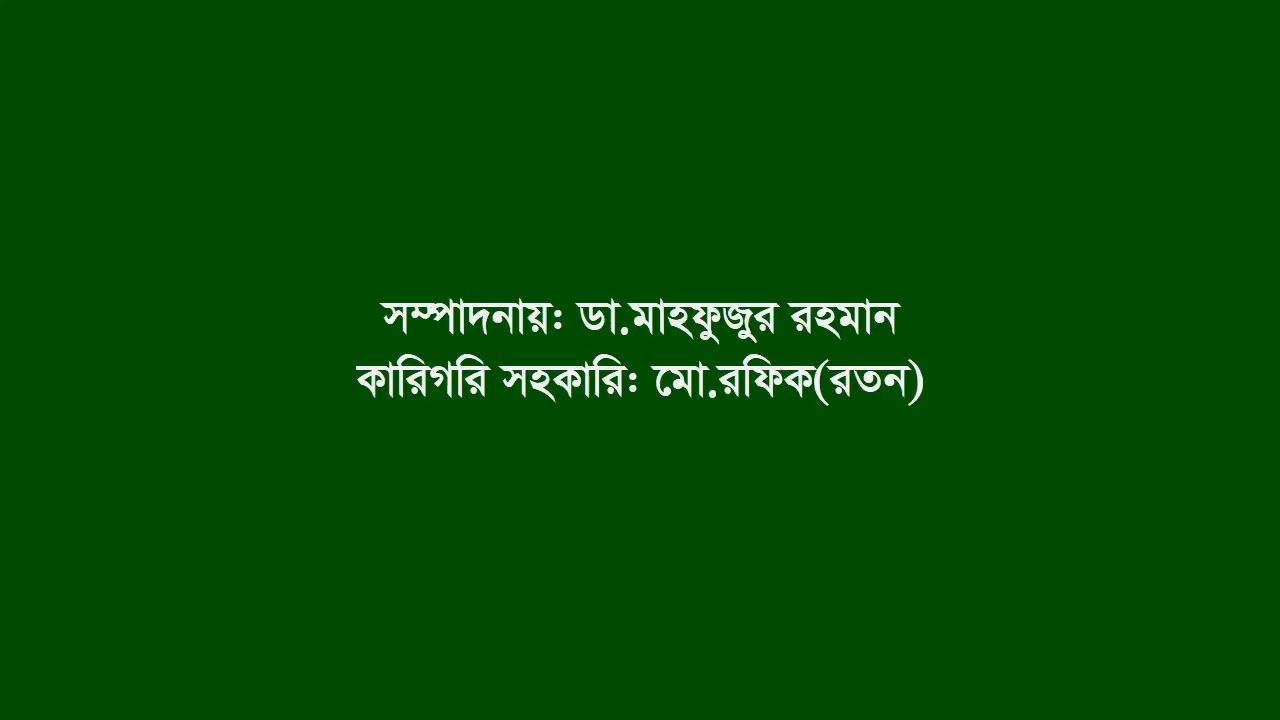 সম্পাদনায়: ডা.মাহফুজুর রহমান
কারিগরি সহকারি: মো.রফিক(রতন)